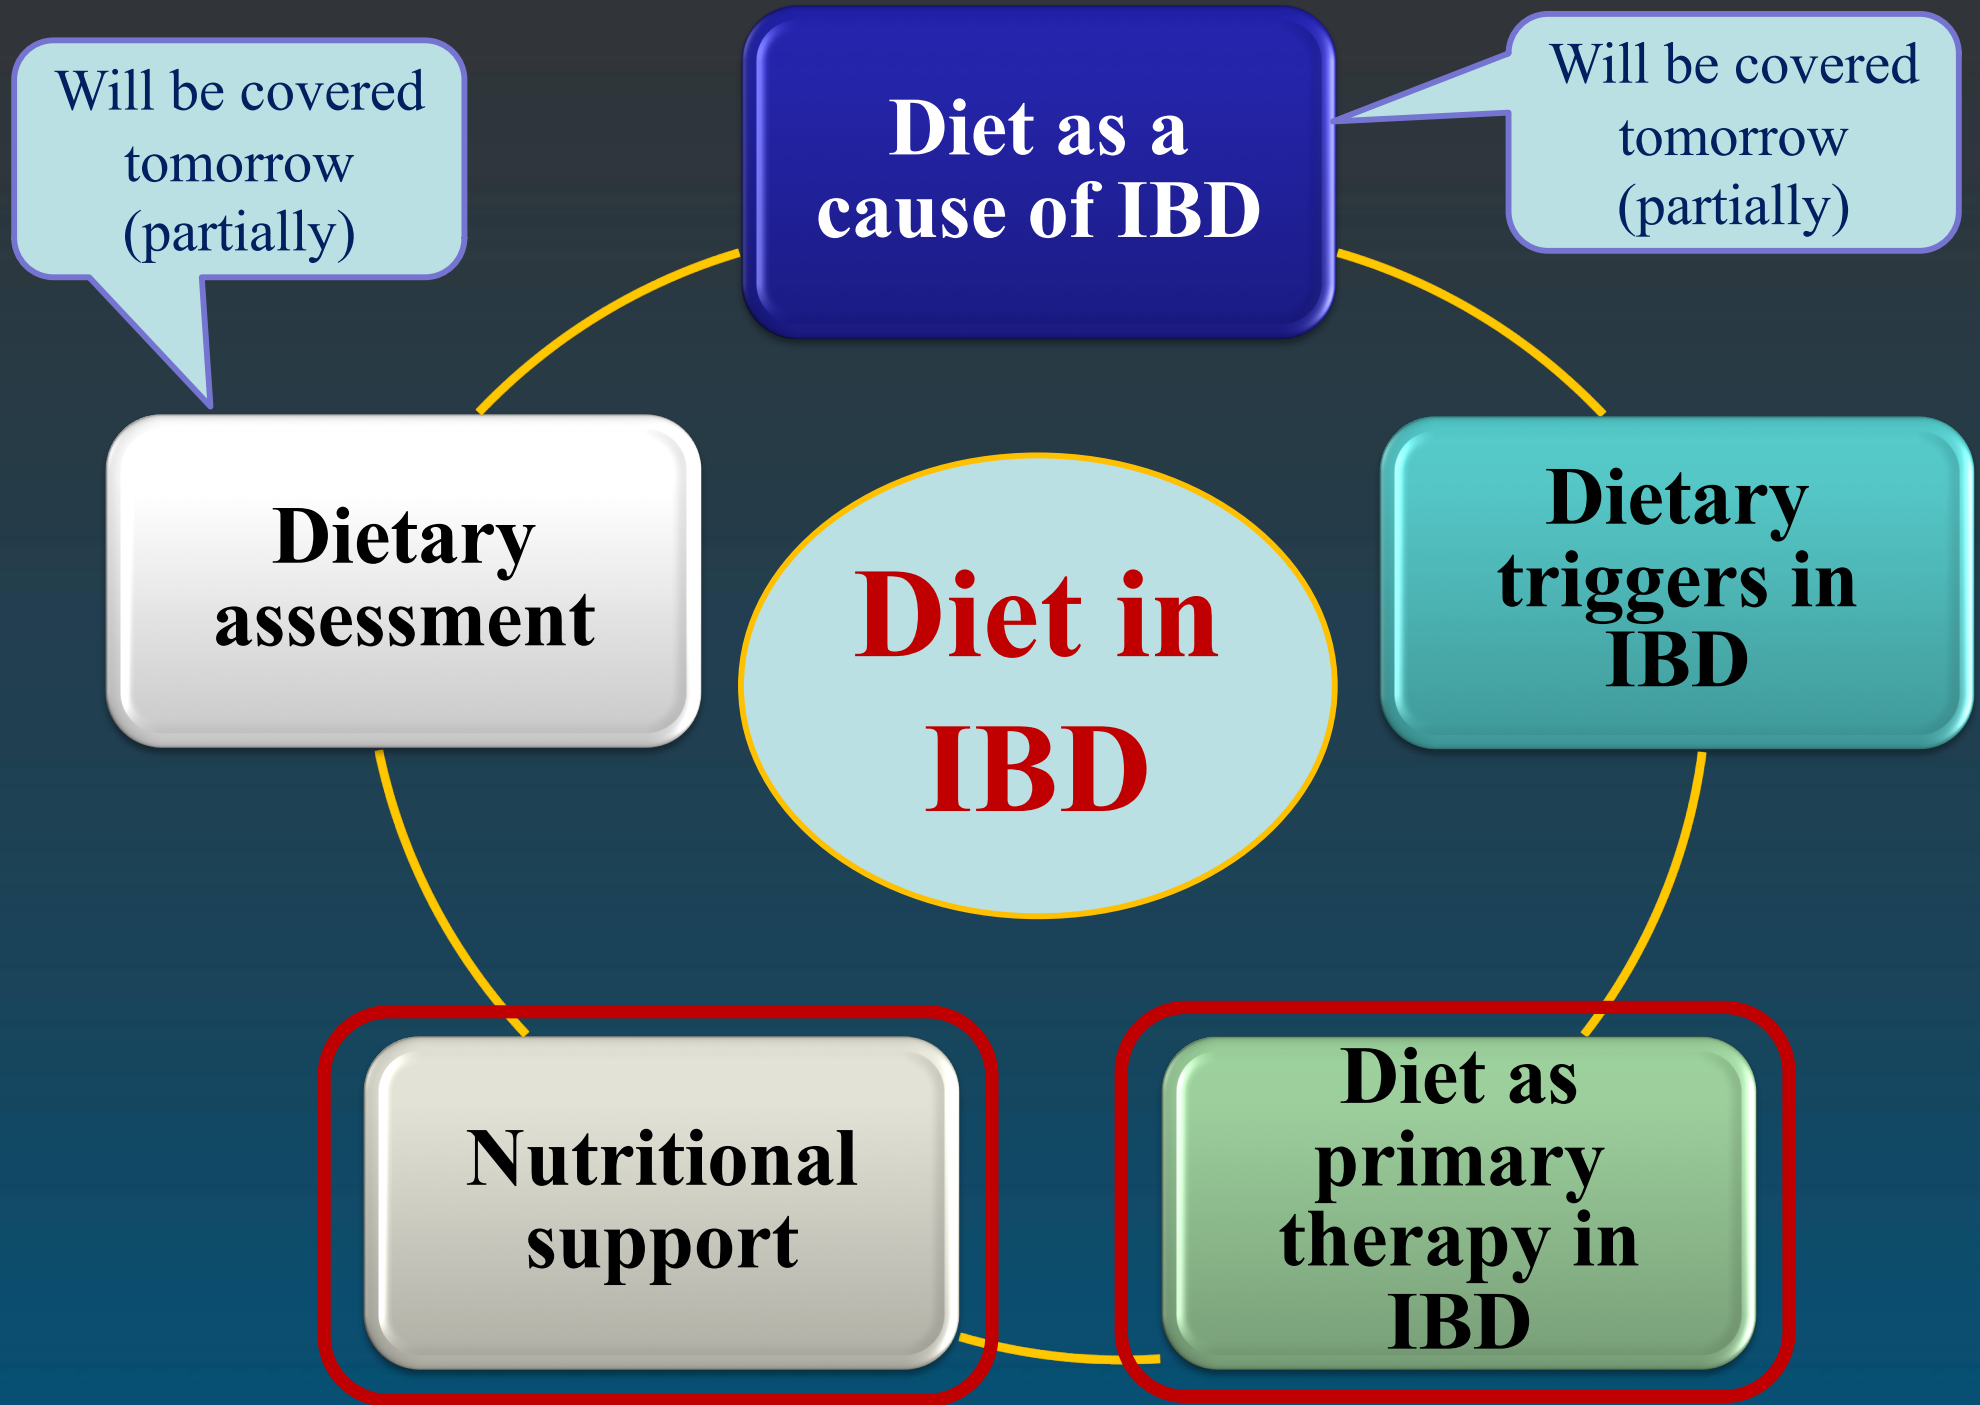 Will be covered
tomorrow
(partially)
Diet as a
cause of IBD
Will be covered
tomorrow
(partially)
Dietary
assessment
Diet in
IBD
Dietary
triggers in
IBD
Nutritional
support
Diet as
primary
therapy in
IBD